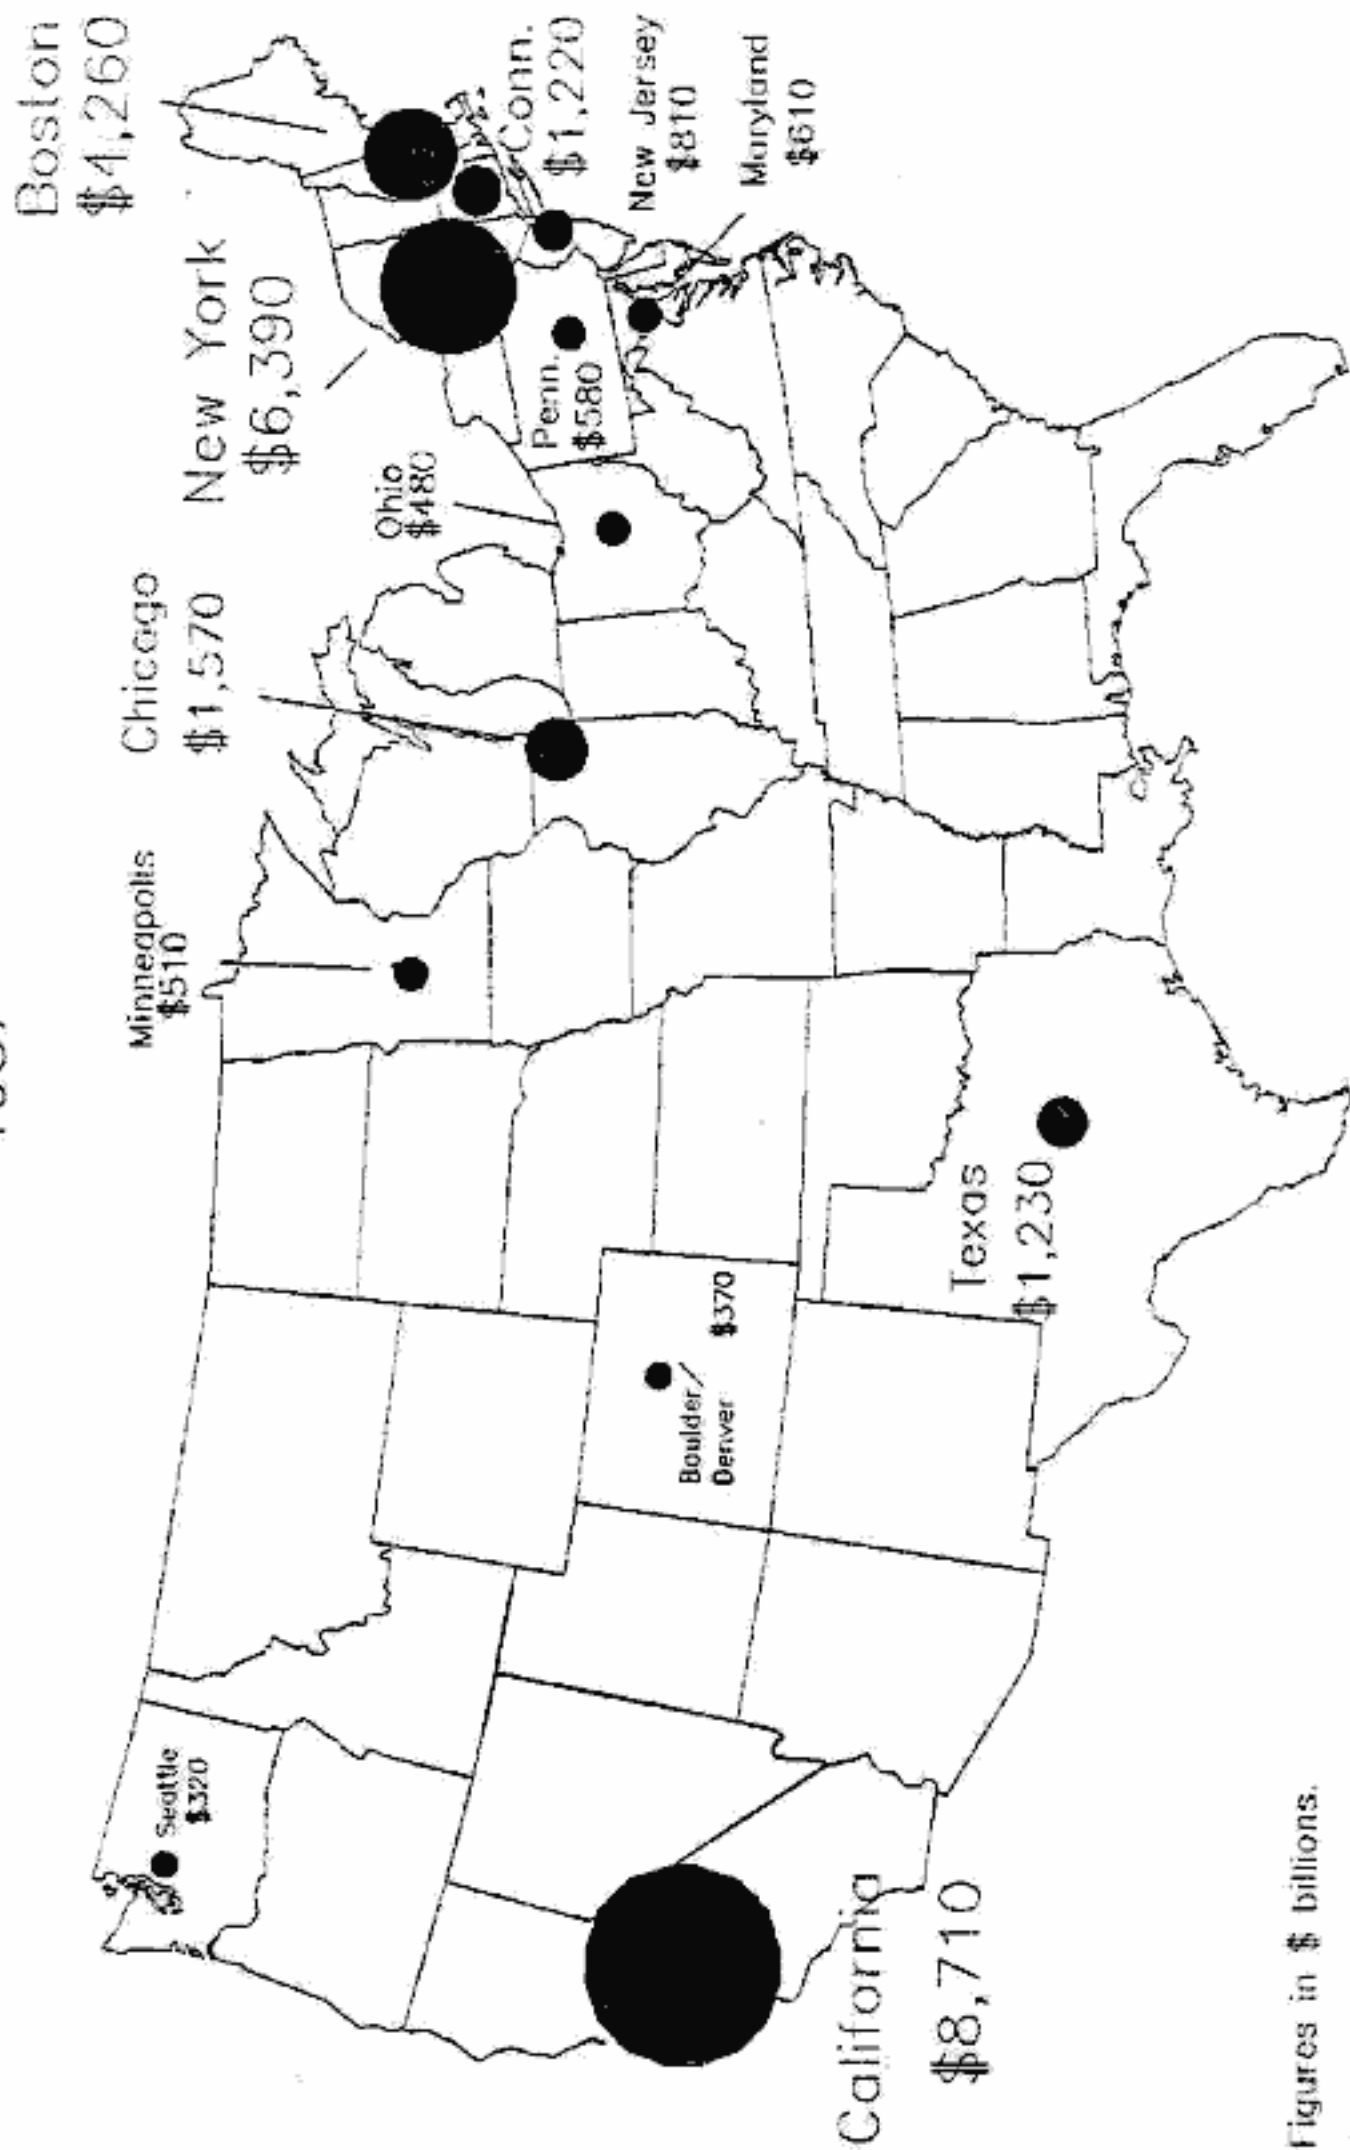 Boston
$4,260
New York
$6,390
Conn.
$1,220
New Jersey
$810
Maryland
$610
Penn.
$580
Ohio
$480
Chicago
$1,570
Minneapolis
$510
Texas
$1,230
Boulder/
Denver
$370
Seattle
$320
California
$8,710
Figures in $ billions.